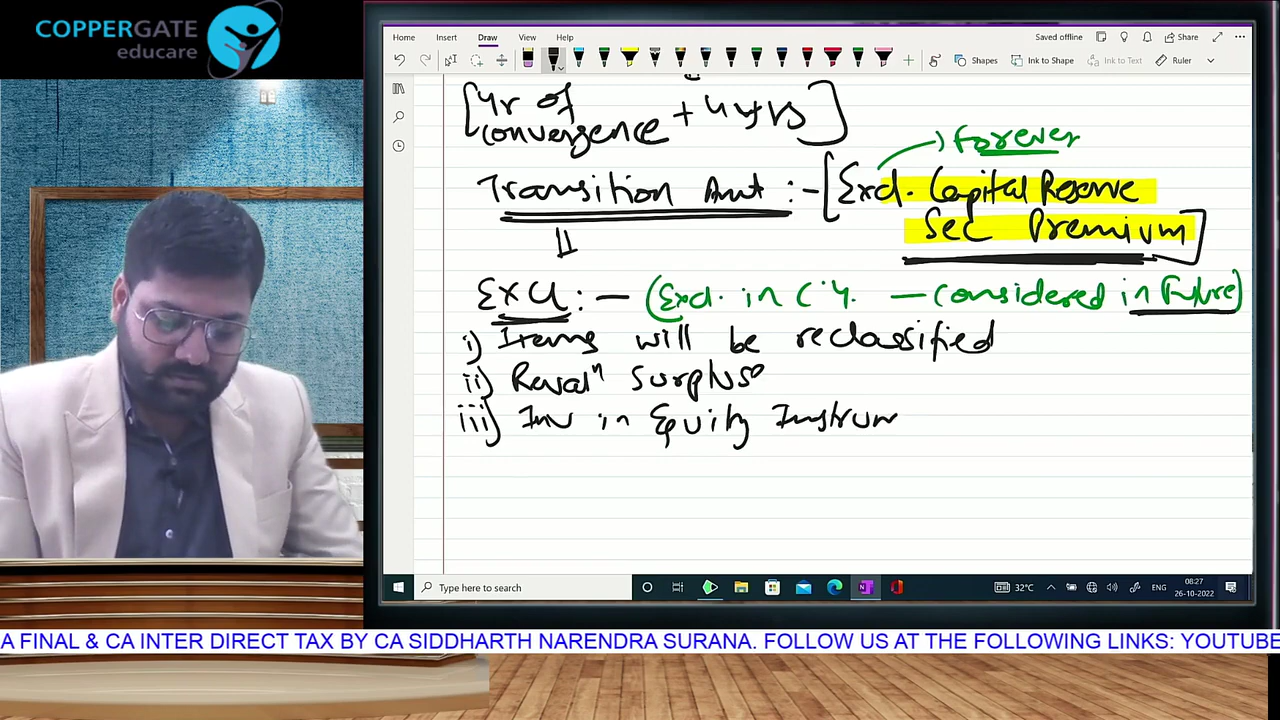 COPPERGATE
educare
Home Insert Draw View Help
Saved offline
Share
Shapes
Ink to Shape
Ink to Text
Ruler
[Yr of convergence + 4 yrs]
Forever
Transition Amt :- [Excl. Capital Reserve
Sec Premium]
Excl :- (Excl. in C.Y. - considered in Future)
i) Items will be reclassified
ii) Revalⁿ Surplus
iii) Inv in Equity Instrum
Type here to search
32°C
ENG
08:27
26-10-2022
A FINAL & CA INTER DIRECT TAX BY CA SIDDHARTH NARENDRA SURANA. FOLLOW US AT THE FOLLOWING LINKS: YOUTUBE